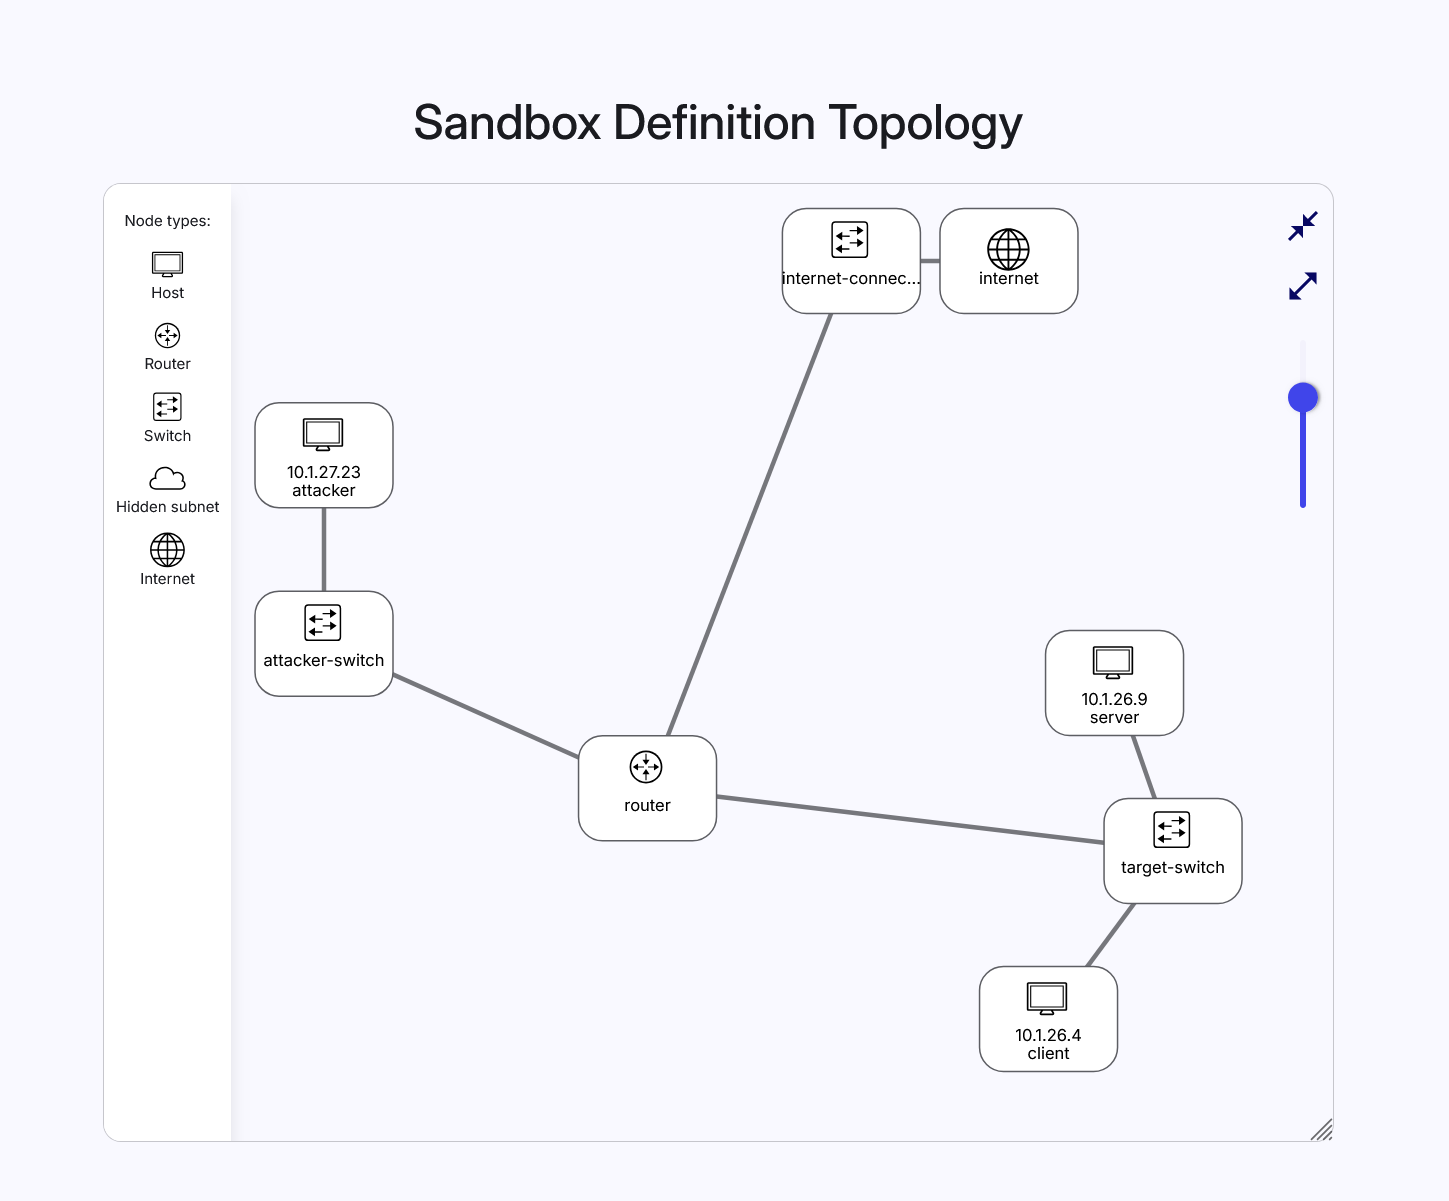 Sandbox Definition Topology
Node types:
Host
Router
Switch
Hidden subnet
Internet
internet-connec...
internet
10.1.27.23
attacker
attacker-switch
router
10.1.26.9
server
target-switch
10.1.26.4
client